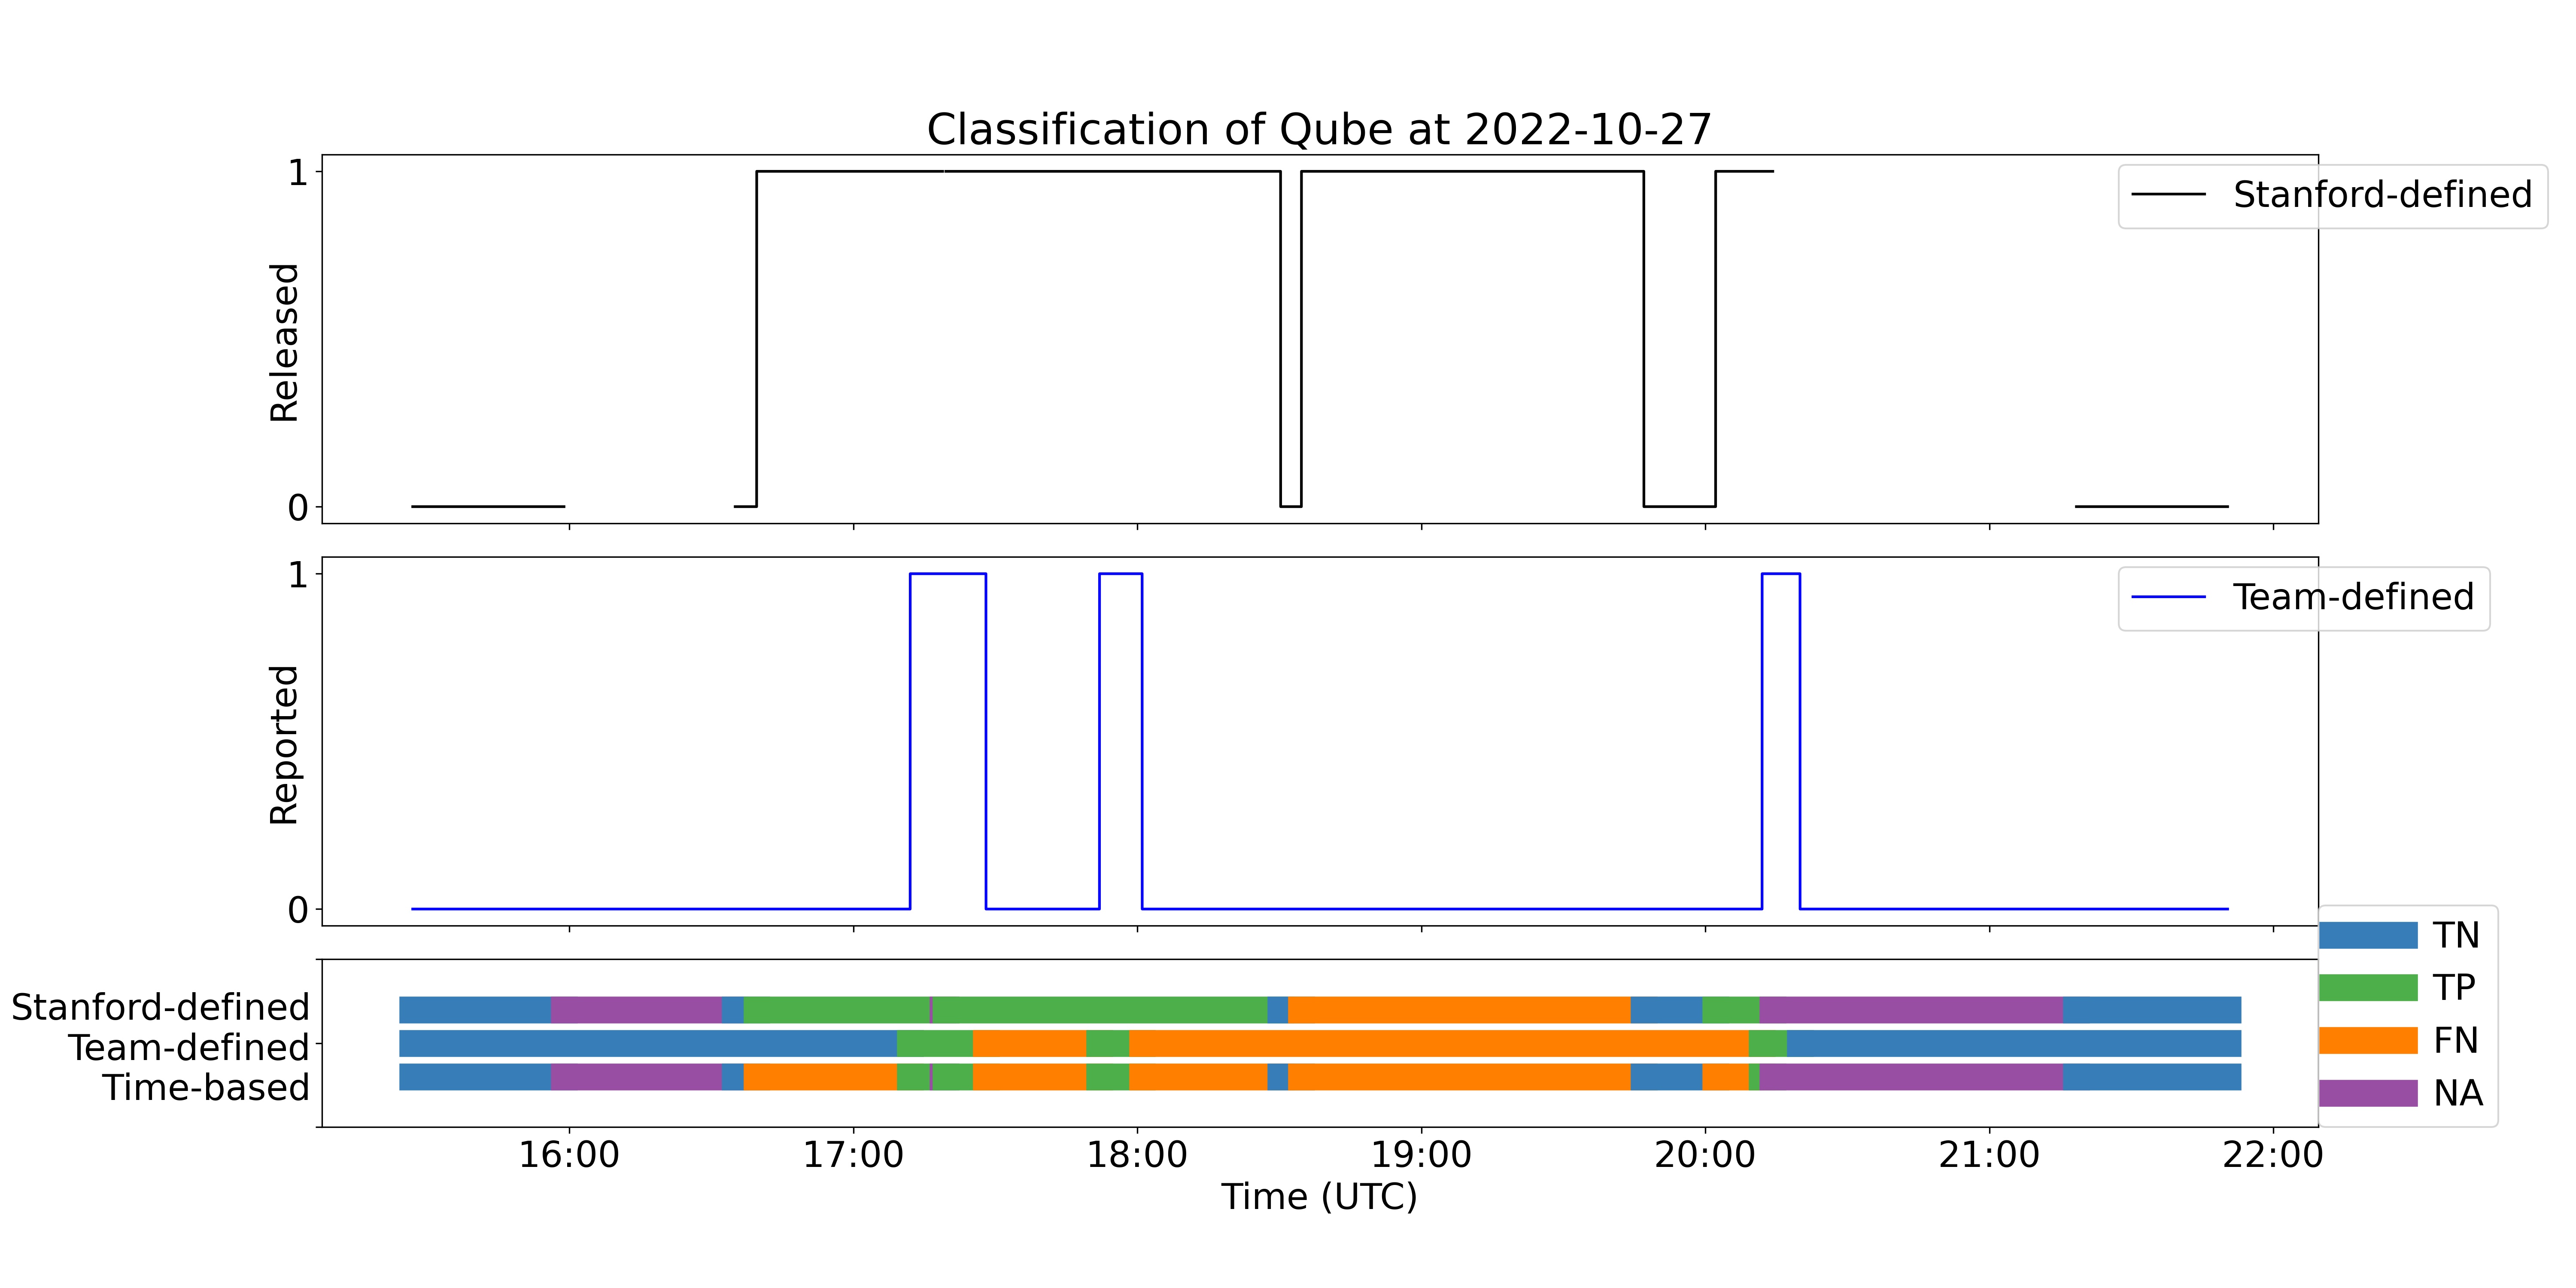 Classification of Qube at 2022-10-27
Released
1
0
Stanford-defined
Reported
1
0
Team-defined
TN
TP
FN
NA
Stanford-defined
Team-defined
Time-based
16:00 17:00 18:00 19:00 20:00 21:00 22:00
Time (UTC)